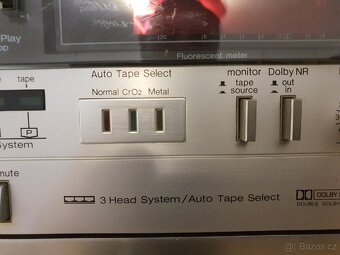 Play
Fluorescent meter
tape
Auto Tape Select
Normal CrO2 Metal
monitor
tape
source
Dolby NR
out
in
System
P
mute
3 Head System/Auto Tape Select
DOLBY
DOUBLE DOLBY
© Bazos.cz